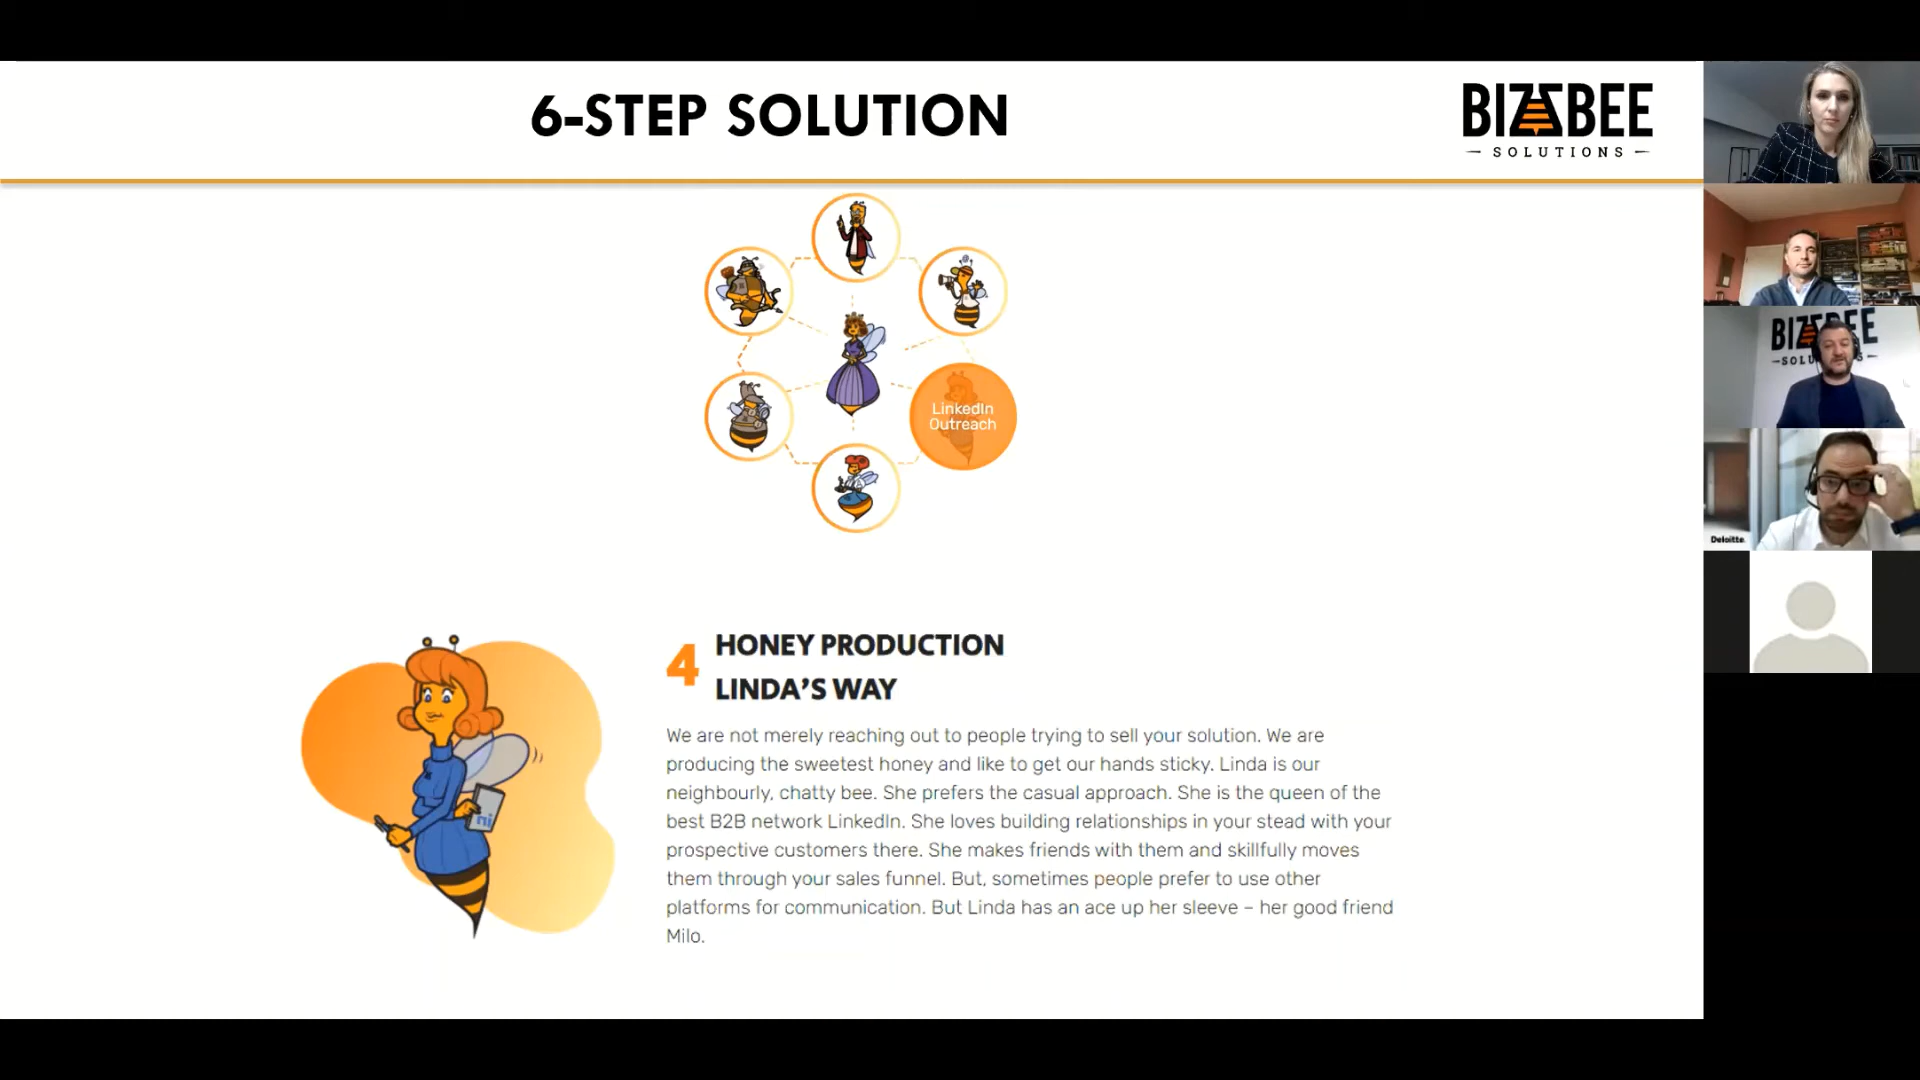 6-STEP SOLUTION
BIZZBEE
SOLUTIONS
LinkedIn
Outreach
4
HONEY PRODUCTION
LINDA'S WAY
We are not merely reaching out to people trying to sell your solution. We are
producing the sweetest honey and like to get our hands sticky. Linda is our
neighbourly, chatty bee. She prefers the casual approach. She is the queen of the
best B2B network LinkedIn. She loves building relationships in your stead with your
prospective customers there. She makes friends with them and skillfully moves
them through your sales funnel. But, sometimes people prefer to use other
platforms for communication. But Linda has an ace up her sleeve – her good friend
Milo.
Deloitte.